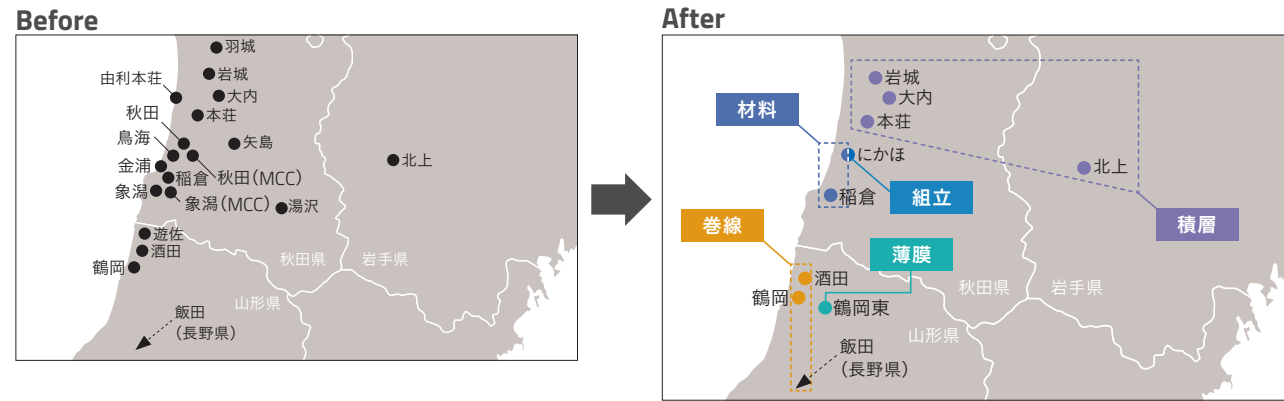 Before
羽城
岩城
由利本荘
大内
本荘
秋田
鳥海
矢島
金浦
北上
稲倉
秋田(MCC)
象潟
象潟(MCC)
湯沢
遊佐
酒田
鶴岡
秋田県
岩手県
山形県
飯田
(長野県)
After
岩城
大内
材料
本荘
にかほ
北上
稲倉
組立
積層
巻線
薄膜
酒田
鶴岡
鶴岡東
秋田県
岩手県
山形県
飯田
(長野県)